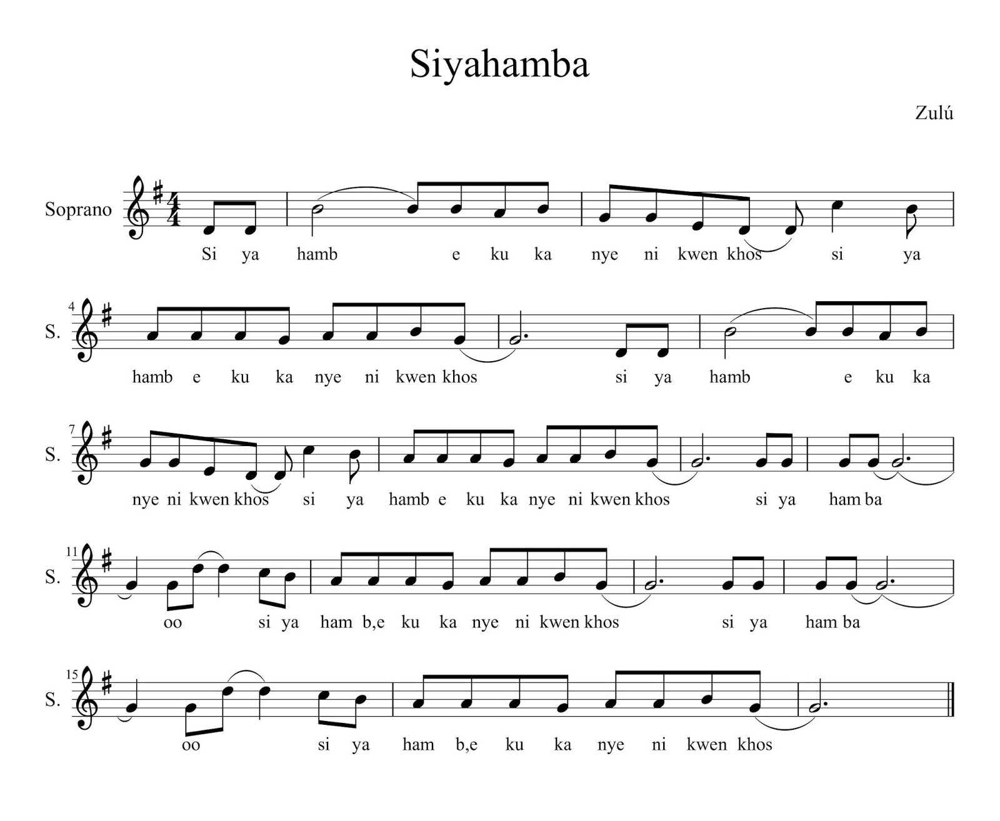 Siyahamba
Zulú
Soprano
Si ya hamb e ku ka nye ni kwen khos si ya
4
S.
hamb e ku ka nye ni kwen khos si ya hamb e ku ka
7
S.
nye ni kwen khos si ya hamb e ku ka nye ni kwen khos si ya ham ba
11
S.
oo si ya ham b,e ku ka nye ni kwen khos si ya ham ba
15
S.
oo si ya ham b,e ku ka nye ni kwen khos